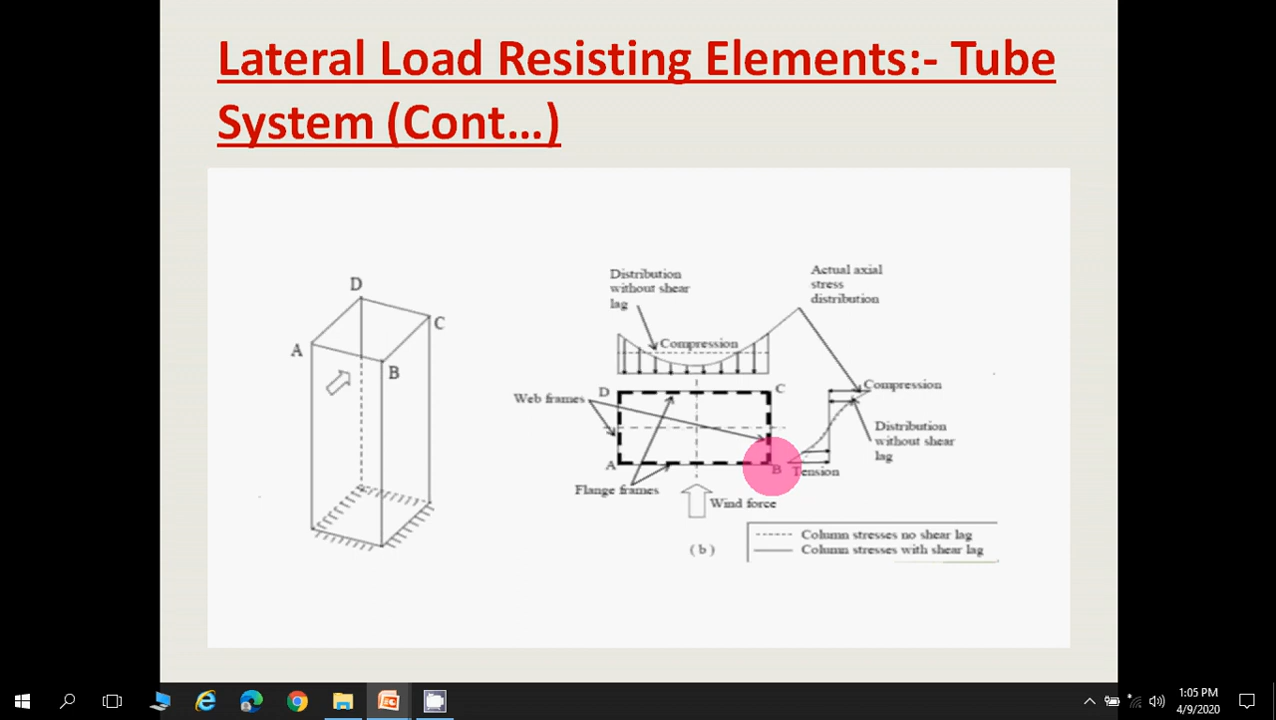 Lateral Load Resisting Elements:- Tube
System (Cont...)
D
A
C
B
Distribution
without shear
lag
Actual axial
stress
distribution
Compression
D
C
Compression
Web frames
Distribution
without shear
lag
A
B
Tension
Flange frames
Wind force
(b)
Column stresses no shear lag
Column stresses with shear lag
1:05 PM
4/9/2020